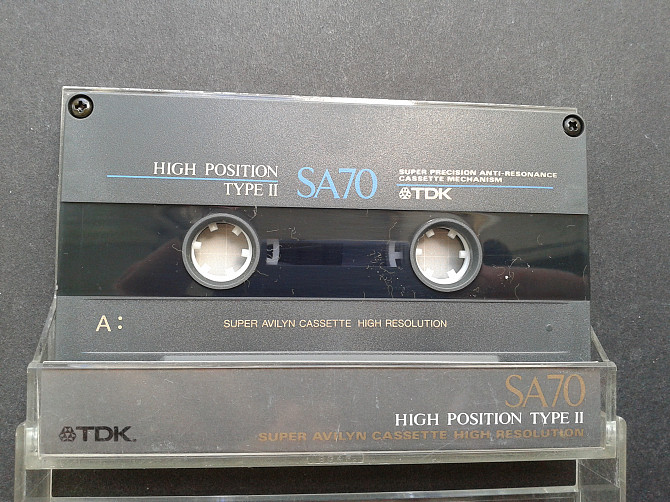 HIGH POSITION
TYPE II
SA70
SUPER PRECISION ANTI-RESONANCE
CASSETTE MECHANISM
TDK
A:
SUPER AVILYN CASSETTE HIGH RESOLUTION
SA70
HIGH POSITION TYPE II
TDK.
SUPER AVILYN CASSETTE HIGH RESOLUTION